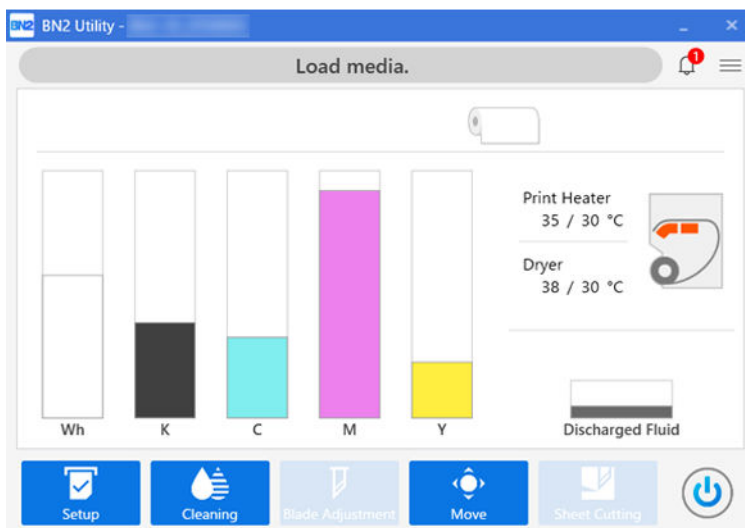 BN2 BN2 Utility -
Load media.
1
Print Heater
35 / 30 °C
Dryer
38 / 30 °C
Wh K C M Y
Discharged Fluid
Setup Cleaning Blade Adjustment Move Sheet Cutting